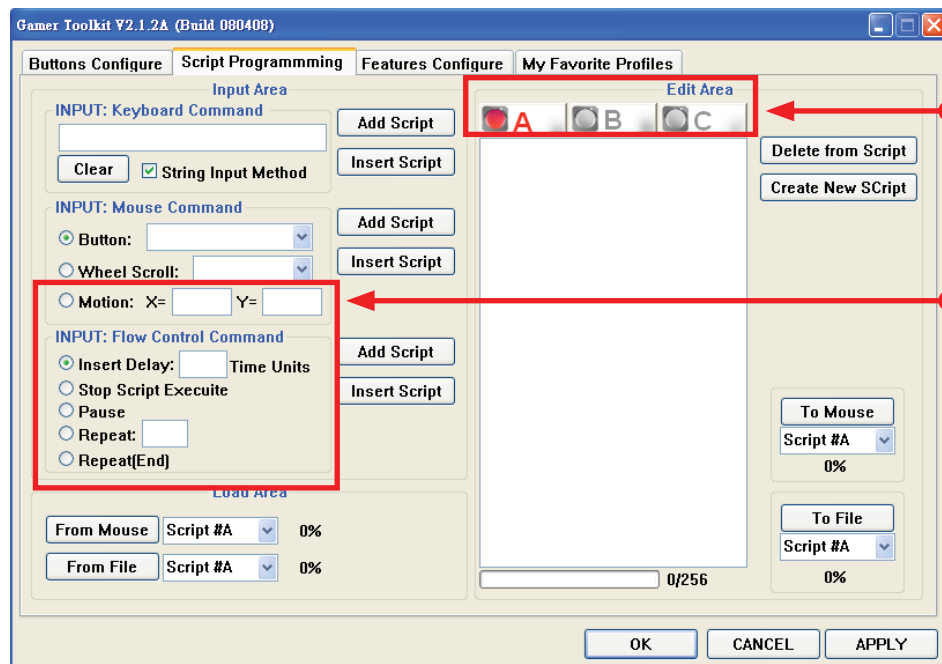 Gamer Toolkit V2.1.2A (Build 080408)
Buttons Configure
Script Programmming
Features Configure
My Favorite Profiles
Input Area
INPUT: Keyboard Command
Add Script
Clear
String Input Method
Insert Script
INPUT: Mouse Command
Button:
Add Script
Wheel Scroll:
Insert Script
Motion: X= Y=
INPUT: Flow Control Command
Insert Delay: Time Units
Add Script
Stop Script Execuite
Insert Script
Pause
Repeat:
Repeat(End)
Load Area
From Mouse Script #A 0%
From File Script #A 0%
Edit Area
A B C
Delete from Script
Create New SCript
0/256
To Mouse
Script #A
0%
To File
Script #A
0%
OK CANCEL APPLY